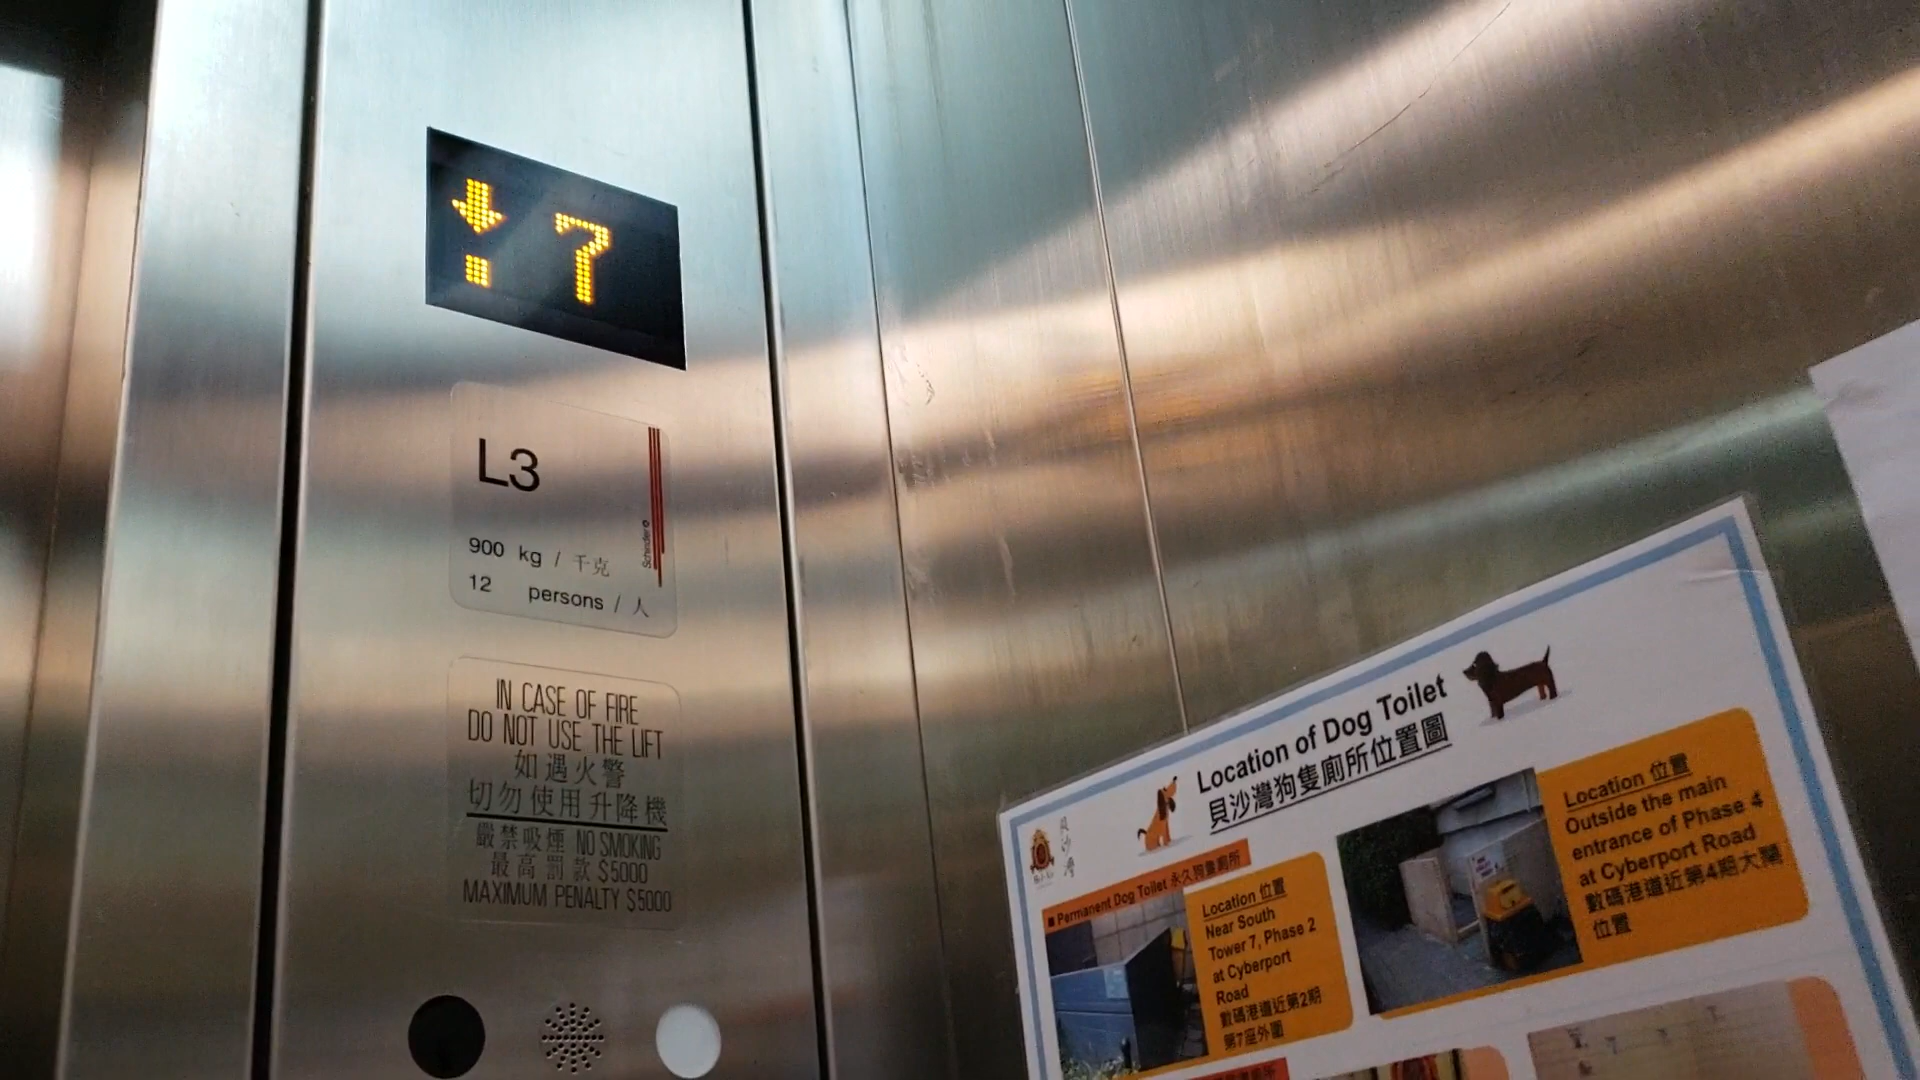 7
L3
Schindler
900 kg / 千克
12 persons / 人
IN CASE OF FIRE
DO NOT USE THE LIFT
如遇火警
切勿使用升降機
嚴禁吸煙 NO SMOKING
最高罰款 $5000
MAXIMUM PENALTY $5000
Location of Dog Toilet
貝沙灣狗隻廁所位置圖
貝沙灣
Permanent Dog Toilet 永久狗隻廁所
Location 位置
Near South
Tower 7, Phase 2
at Cyberport
Road
數碼港道近第2期
第7座外圍
Location 位置
Outside the main
entrance of Phase 4
at Cyberport Road
數碼港道近第4期大閘
位置